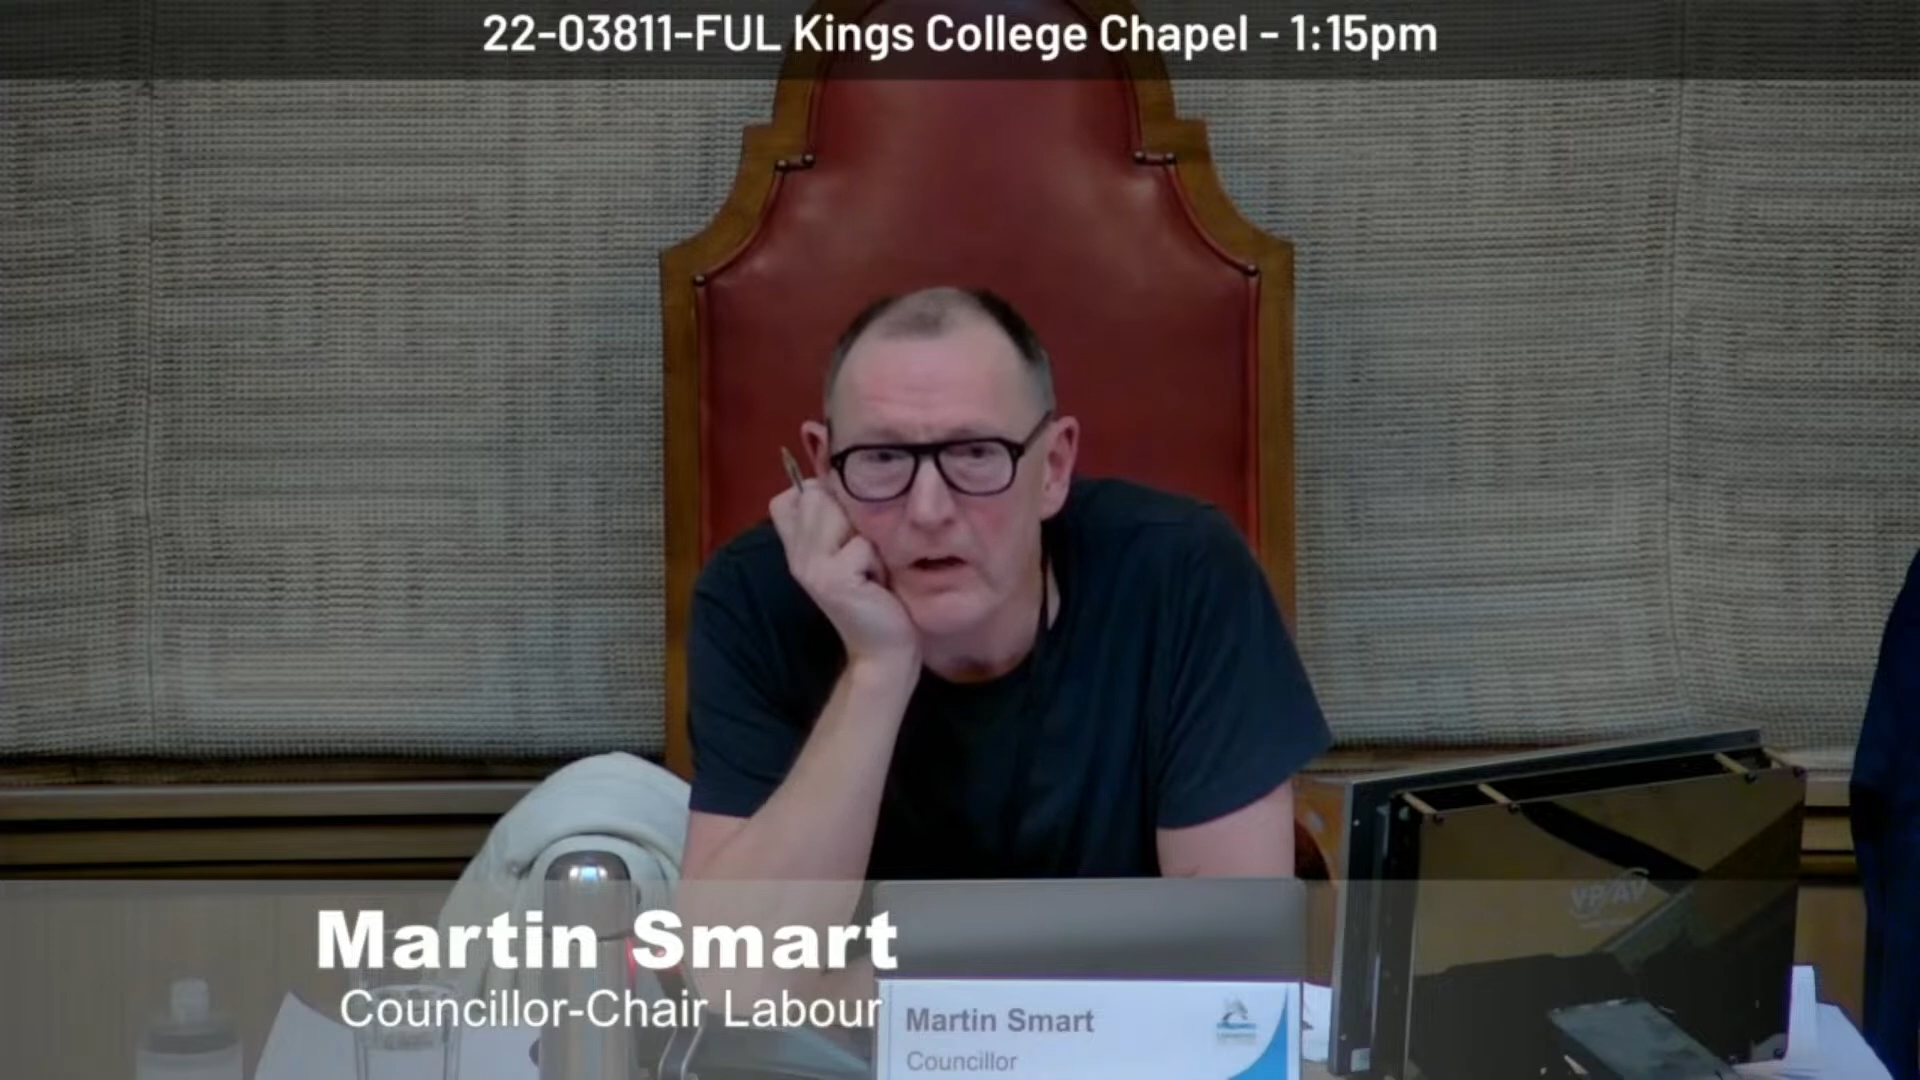 22-03811-FUL Kings College Chapel - 1:15pm
Martin Smart
Councillor-Chair Labour
Martin Smart
Councillor